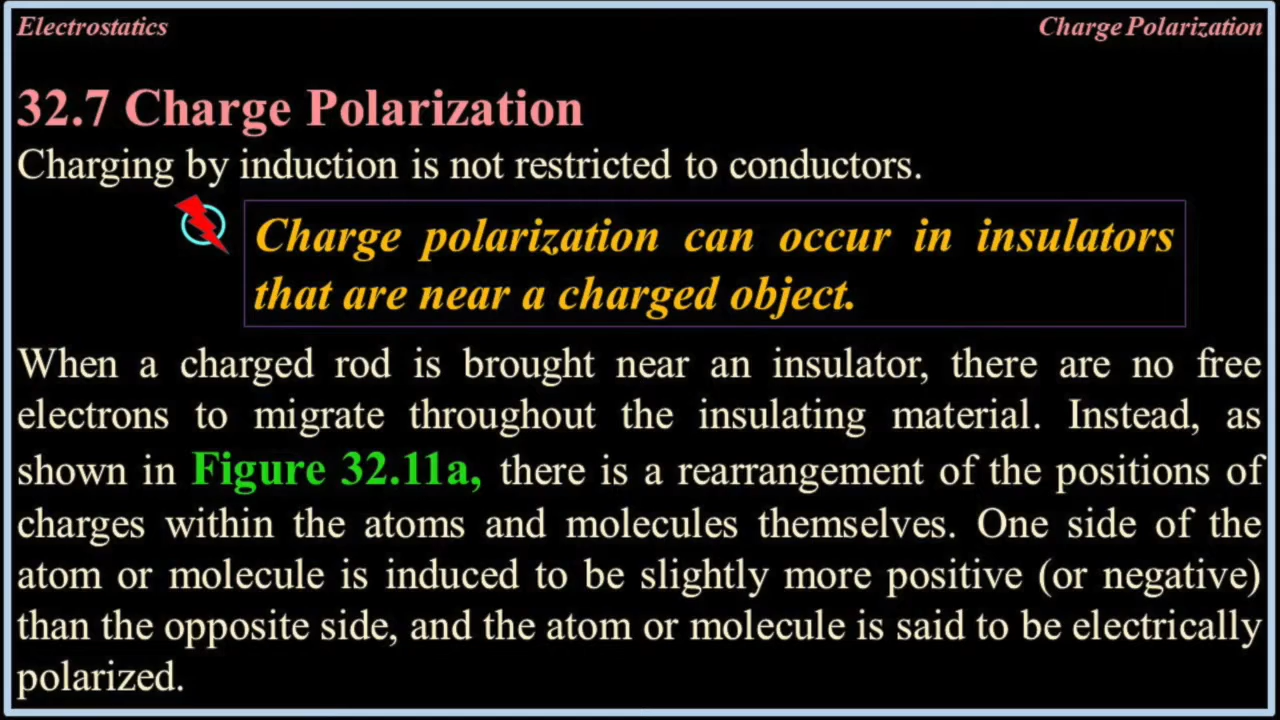 Electrostatics Charge Polarization
32.7 Charge Polarization
Charging by induction is not restricted to conductors.
Charge polarization can occur in insulators
that are near a charged object.
When a charged rod is brought near an insulator, there are no free
electrons to migrate throughout the insulating material. Instead, as
shown in Figure 32.11a, there is a rearrangement of the positions of
charges within the atoms and molecules themselves. One side of the
atom or molecule is induced to be slightly more positive (or negative)
than the opposite side, and the atom or molecule is said to be electrically
polarized.